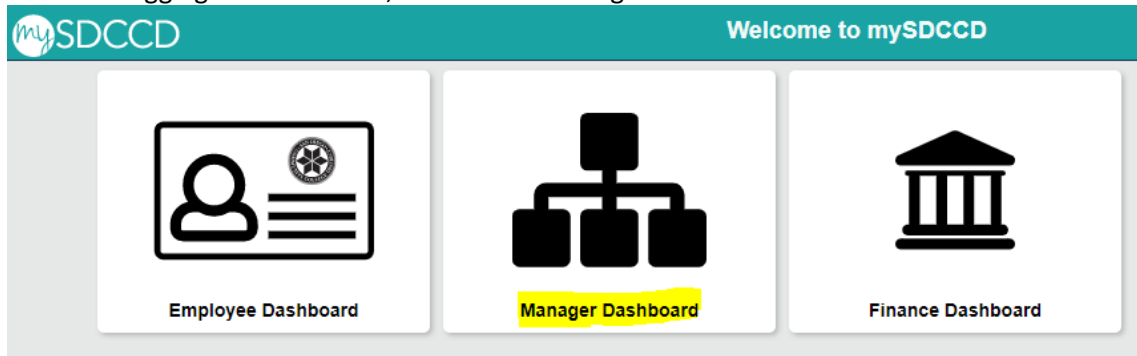 mySDCCD
Welcome to mySDCCD
Employee Dashboard
Manager Dashboard
Finance Dashboard